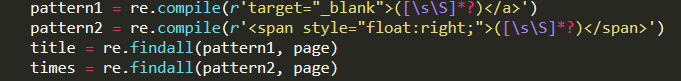 pattern1 = re.compile(r'target="_blank">([\s\S]*?)</a>')
pattern2 = re.compile(r'<span style="float:right;">([\s\S]*?)</span>')
title = re.findall(pattern1, page)
times = re.findall(pattern2, page)